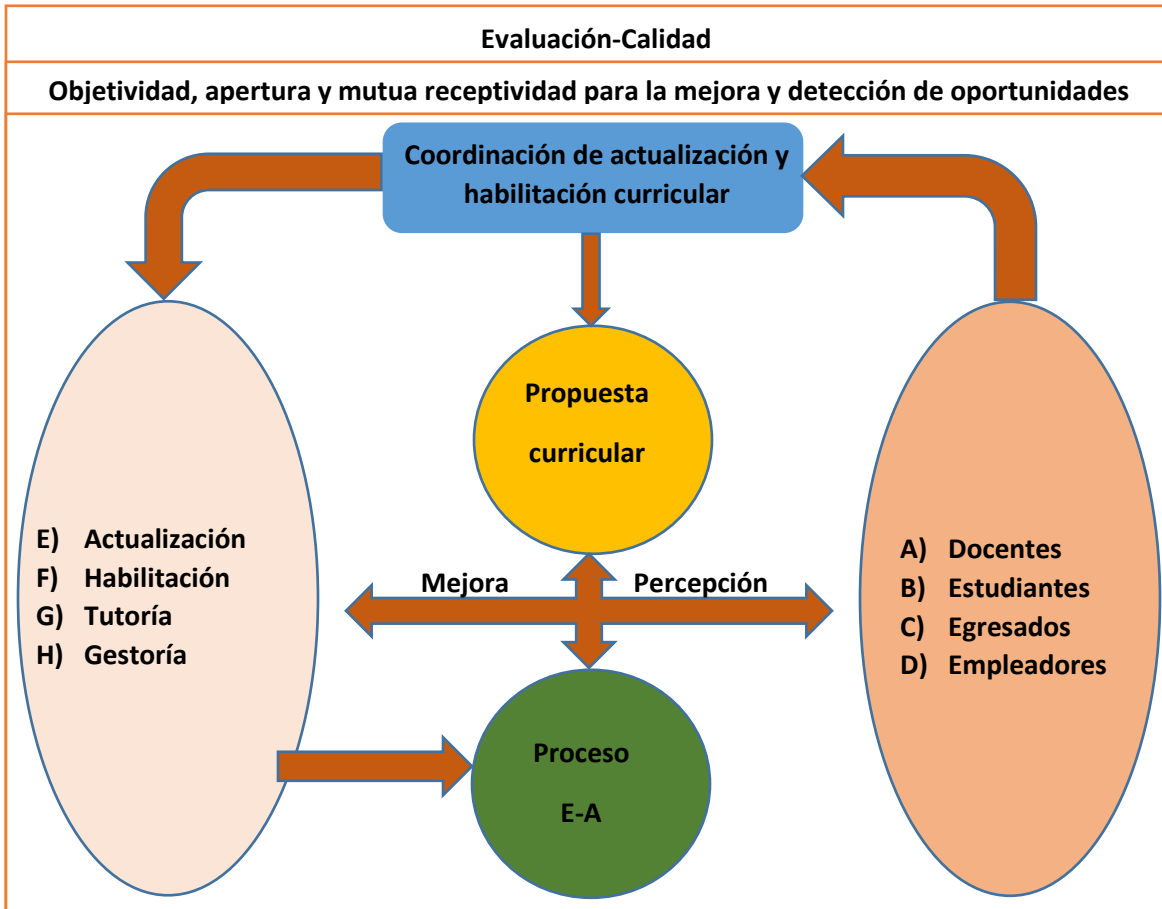 Evaluación-Calidad
Objetividad, apertura y mutua receptividad para la mejora y detección de oportunidades
Coordinación de actualización y
habilitación curricular
Propuesta
curricular
E) Actualización
F) Habilitación
G) Tutoría
H) Gestoría
Mejora
Percepción
A) Docentes
B) Estudiantes
C) Egresados
D) Empleadores
Proceso
E-A